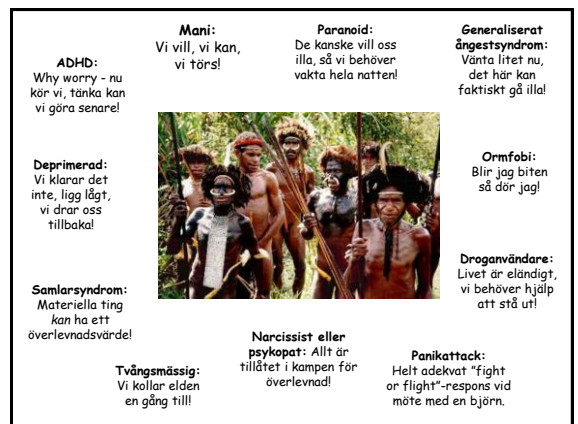 Mani:
Vi vill, vi kan,
vi törs!
Paranoid:
De kanske vill oss
illa, så vi behöver
vakta hela natten!
Generaliserat
ångestsyndrom:
Vänta litet nu,
det här kan
faktiskt gå illa!
ADHD:
Why worry - nu
kör vi, tänka kan
vi göra senare!
Deprimerad:
Vi klarar det
inte, ligg lågt,
vi drar oss
tillbaka!
Ormfobi:
Blir jag biten
så dör jag!
Droganvändare:
Livet är eländigt,
vi behöver hjälp
att stå ut!
Samlarsyndrom:
Materiella ting
kan ha ett
överlevnadsvärde!
Narcissist eller
psykopat: Allt är
tillåtet i kampen för
överlevnad!
Tvångsmässig:
Vi kollar elden
en gång till!
Panikattack:
Helt adekvat ”fight
or flight”-respons vid
möte med en björn.